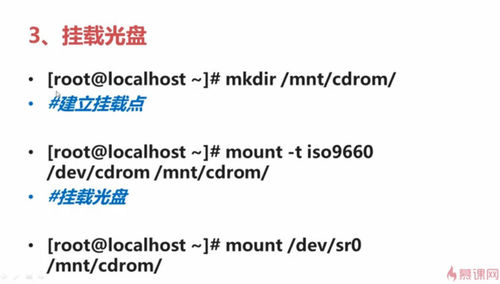 3、挂载光盘
• [root@localhost ~]# mkdir /mnt/cdrom/
• #建立挂载点
• [root@localhost ~]# mount -t iso9660
/dev/cdrom /mnt/cdrom/
• #挂载光盘
• [root@localhost ~]# mount /dev/sr0
/mnt/cdrom/
慕课网